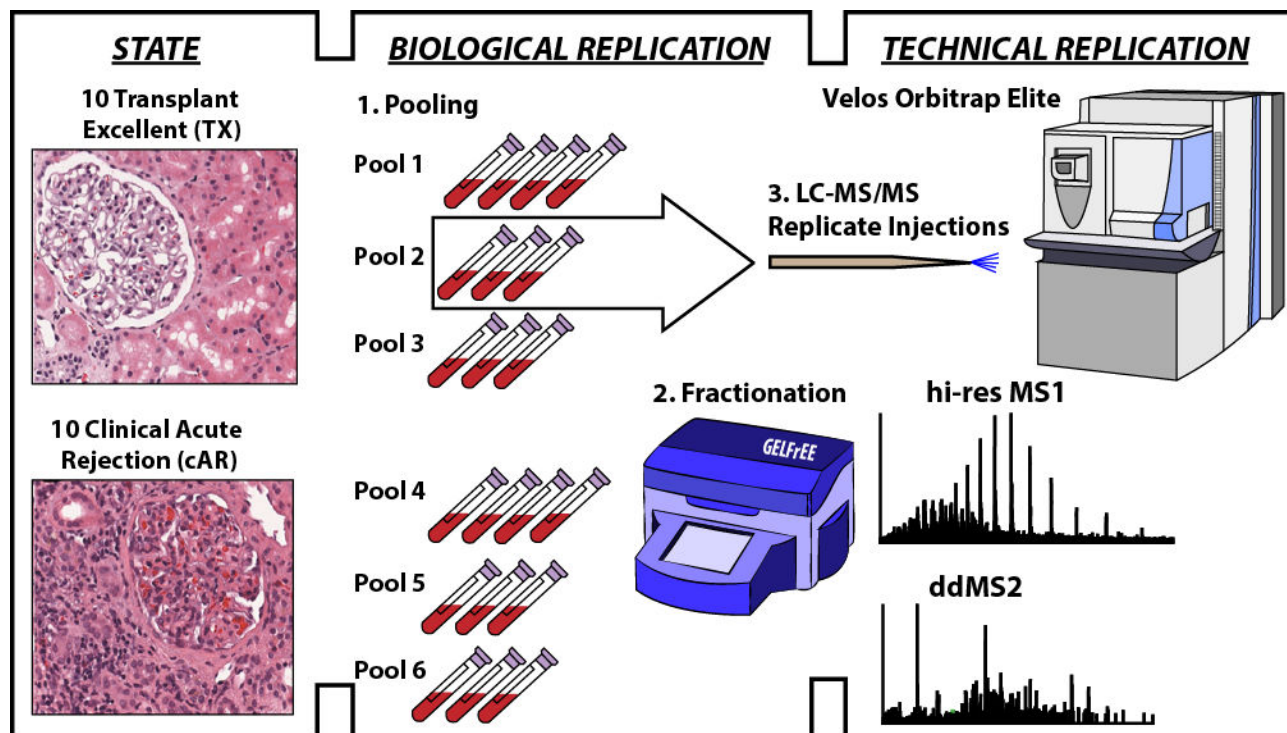 STATE
10 Transplant
Excellent (TX)
10 Clinical Acute
Rejection (cAR)
BIOLOGICAL REPLICATION
1. Pooling
Pool 1
Pool 2
Pool 3
2. Fractionation
GELFrEE
Pool 4
Pool 5
Pool 6
TECHNICAL REPLICATION
Velos Orbitrap Elite
3. LC-MS/MS
Replicate Injections
hi-res MS1
ddMS2